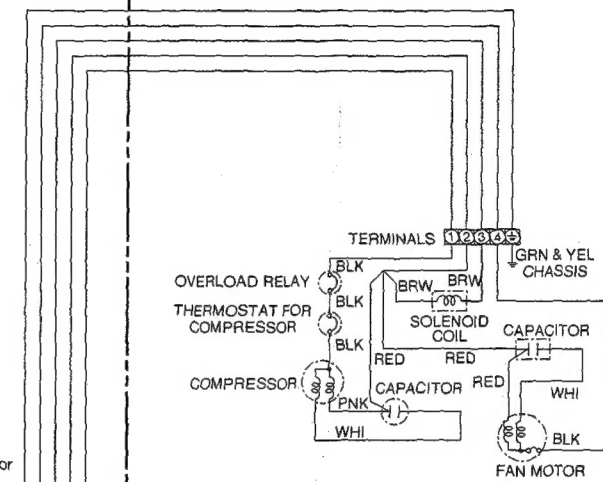 TERMINALS 1 2 3 4
GRN & YEL
CHASSIS
BLK
OVERLOAD RELAY
BRW BRW
BLK
THERMOSTAT FOR
COMPRESSOR
SOLENOID
COIL
CAPACITOR
BLK
RED RED
COMPRESSOR
CAPACITOR
RED
WHI
PNK
WHI
BLK
or
FAN MOTOR